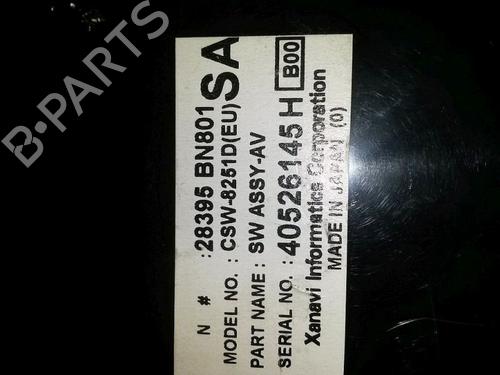 N # : 28395 BN801 SA
MODEL NO. : CSW-8251D(EU)
PART NAME : SW ASSY-AV
SERIAL NO. : 40526145 H B00
Xanavi Informatics Corporation
MADE IN JAPAN (0)
B-PARTS